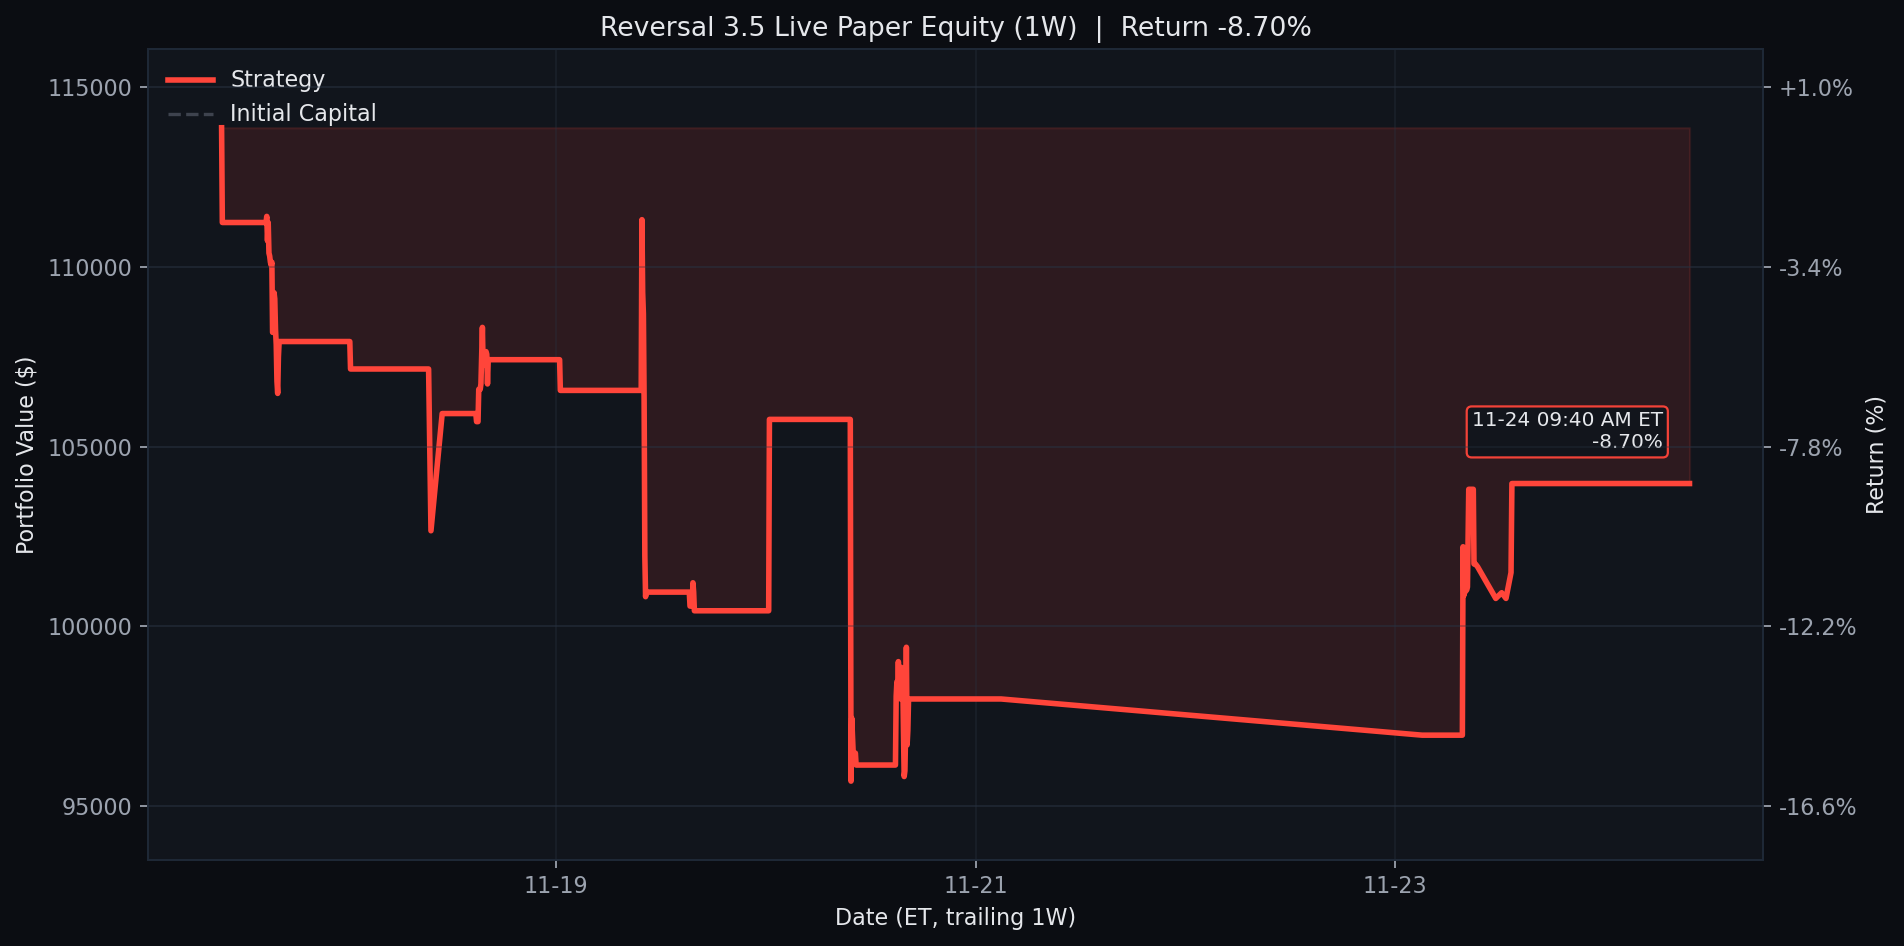 Reversal 3.5 Live Paper Equity (1W)  |  Return -8.70%
Strategy
Initial Capital
115000
110000
105000
100000
95000
Portfolio Value ($)
+1.0%
-3.4%
-7.8%
-12.2%
-16.6%
Return (%)
11-24 09:40 AM ET
-8.70%
11-19
11-21
11-23
Date (ET, trailing 1W)